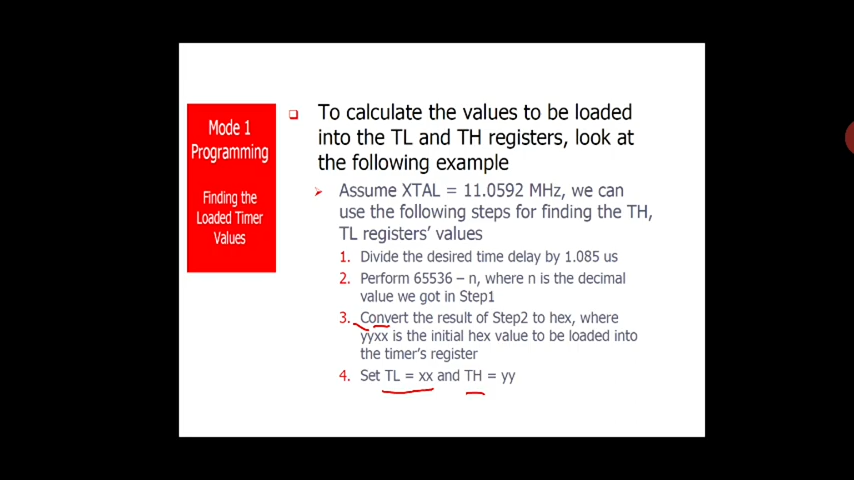 Mode 1
Programming
Finding the
Loaded Timer
Values
To calculate the values to be loaded
into the TL and TH registers, look at
the following example
Assume XTAL = 11.0592 MHz, we can
use the following steps for finding the TH,
TL registers' values
1. Divide the desired time delay by 1.085 us
2. Perform 65536 – n, where n is the decimal
value we got in Step1
3. Convert the result of Step2 to hex, where
yyxx is the initial hex value to be loaded into
the timer's register
4. Set TL = xx and TH = yy